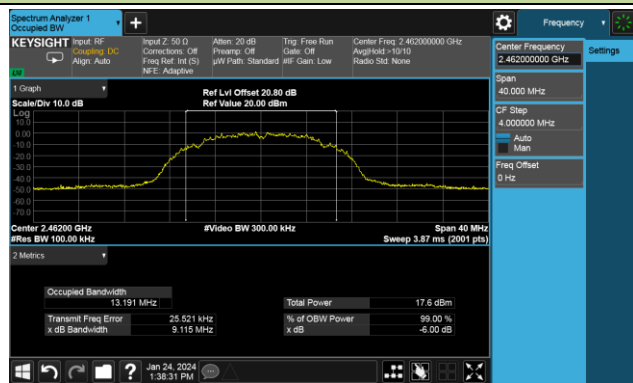 Spectrum Analyzer 1
Occupied BW
Frequency
KEYSIGHT
Input: RF
Coupling: DC
Align: Auto
Input Z: 50 Ω
Corrections: Off
Freq Ref: Int (S)
NFE: Adaptive
Atten: 20 dB
Preamp: Off
µW Path: Standard
Trig: Free Run
Gate: Off
#IF Gain: Low
Center Freq: 2.462000000 GHz
Avg|Hold:>10/10
Radio Std: None
Center Frequency
2.462000000 GHz
Settings
Span
40.000 MHz
CF Step
4.000000 MHz
Auto
Man
Freq Offset
0 Hz
LV
1 Graph
Scale/Div 10.0 dB
Ref Lvl Offset 20.80 dB
Ref Value 20.00 dBm
Log
10.0
0.00
-10.0
-20.0
-30.0
-40.0
-50.0
-60.0
-70.0
Center 2.46200 GHz
#Video BW 300.00 kHz
Span 40 MHz
#Res BW 100.00 kHz
Sweep 3.87 ms (2001 pts)
2 Metrics
Occupied Bandwidth
13.191 MHz
Total Power 17.6 dBm
Transmit Freq Error 25.521 kHz
% of OBW Power 99.00 %
x dB Bandwidth 9.115 MHz
x dB -6.00 dB
?
Jan 24, 2024
1:38:31 PM